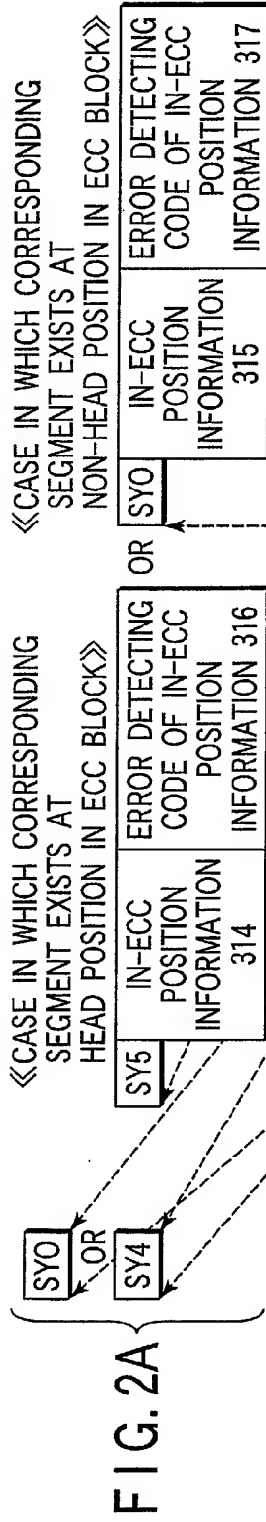 FIG. 2A
SY0
OR
SY4
《CASE IN WHICH CORRESPONDING
SEGMENT EXISTS AT
HEAD POSITION IN ECC BLOCK》
SY5
IN-ECC
POSITION
INFORMATION
314
ERROR DETECTING
CODE OF IN-ECC
POSITION
INFORMATION 316
OR
《CASE IN WHICH CORRESPONDING
SEGMENT EXISTS AT
NON-HEAD POSITION IN ECC BLOCK》
SY0
IN-ECC
POSITION
INFORMATION
315
ERROR DETECTING
CODE OF IN-ECC
POSITION
INFORMATION 317